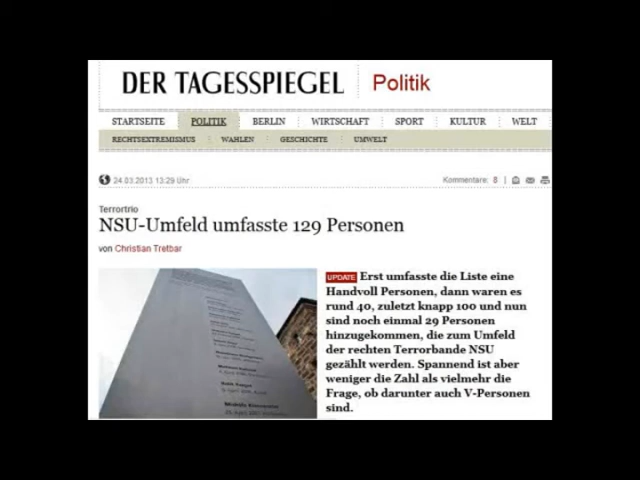 DER TAGESSPIEGEL Politik
STARTSEITE POLITIK BERLIN WIRTSCHAFT SPORT KULTUR WELT
RECHTSEXTREMISMUS WAHLEN GESCHICHTE UMWELT
24.03.2013 13:29 Uhr Kommentare: 8
Terrortrio
NSU-Umfeld umfasste 129 Personen
von Christian Tretbar
UPDATE Erst umfasste die Liste eine
Handvoll Personen, dann waren es
rund 40, zuletzt knapp 100 und nun
sind noch einmal 29 Personen
hinzugekommen, die zum Umfeld
der rechten Terrorbande NSU
gezählt werden. Spannend ist aber
weniger die Zahl als vielmehr die
Frage, ob darunter auch V-Personen
sind.